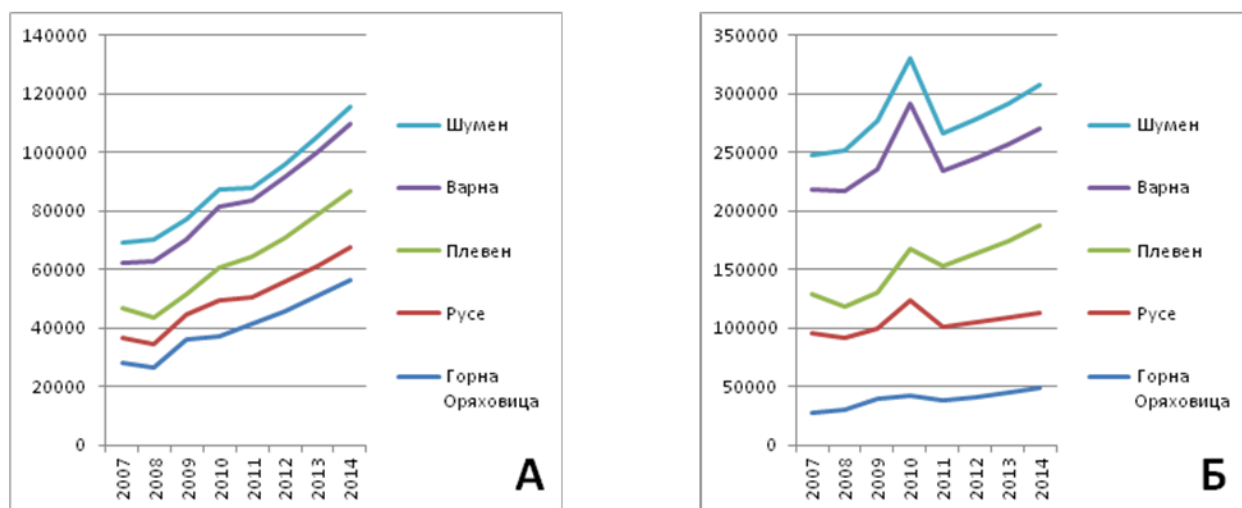 140000
120000
100000
80000
60000
40000
20000
0
2007
2008
2009
2010
2011
2012
2013
2014
Шумен
Варна
Плевен
Русе
Горна
Оряховица
А
350000
300000
250000
200000
150000
100000
50000
0
2007
2008
2009
2010
2011
2012
2013
2014
Шумен
Варна
Плевен
Русе
Горна
Оряховица
Б